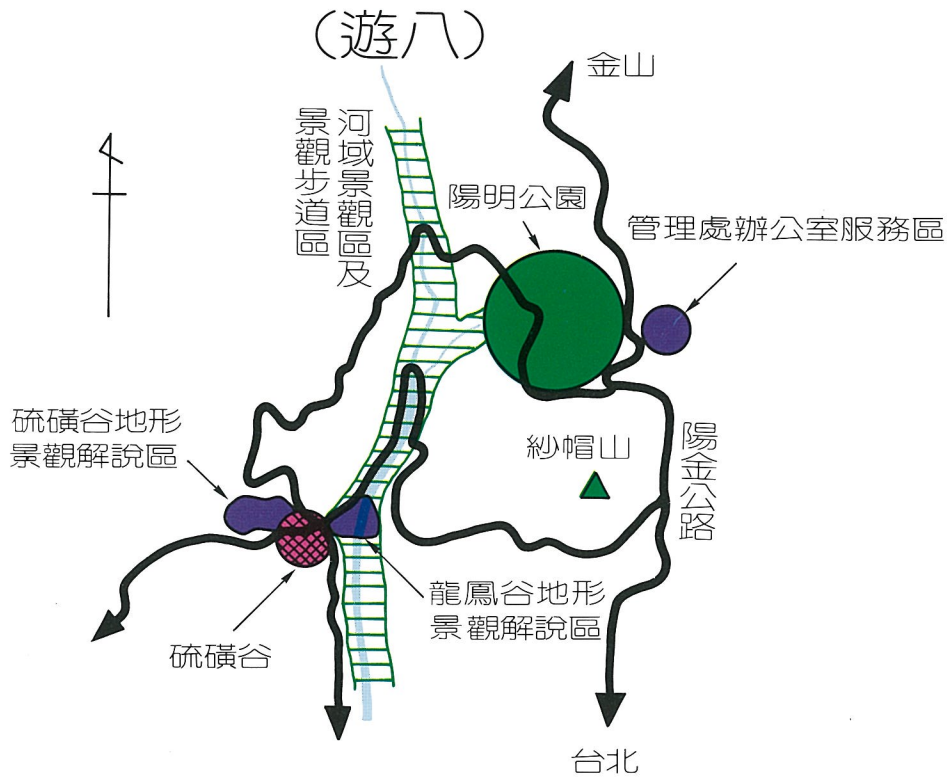 (遊八)
金山
河域景觀區及
景觀步道區
陽明公園
管理處辦公室服務區
硫磺谷地形
景觀解說區
紗帽山
陽金公路
龍鳳谷地形
景觀解說區
硫磺谷
台北